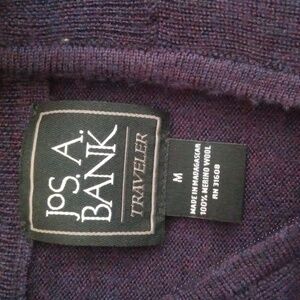 JoS. A.
BANK
TRAVELER
M
MADE IN MADAGASCAR
100% MERINO WOOL
RN 31608